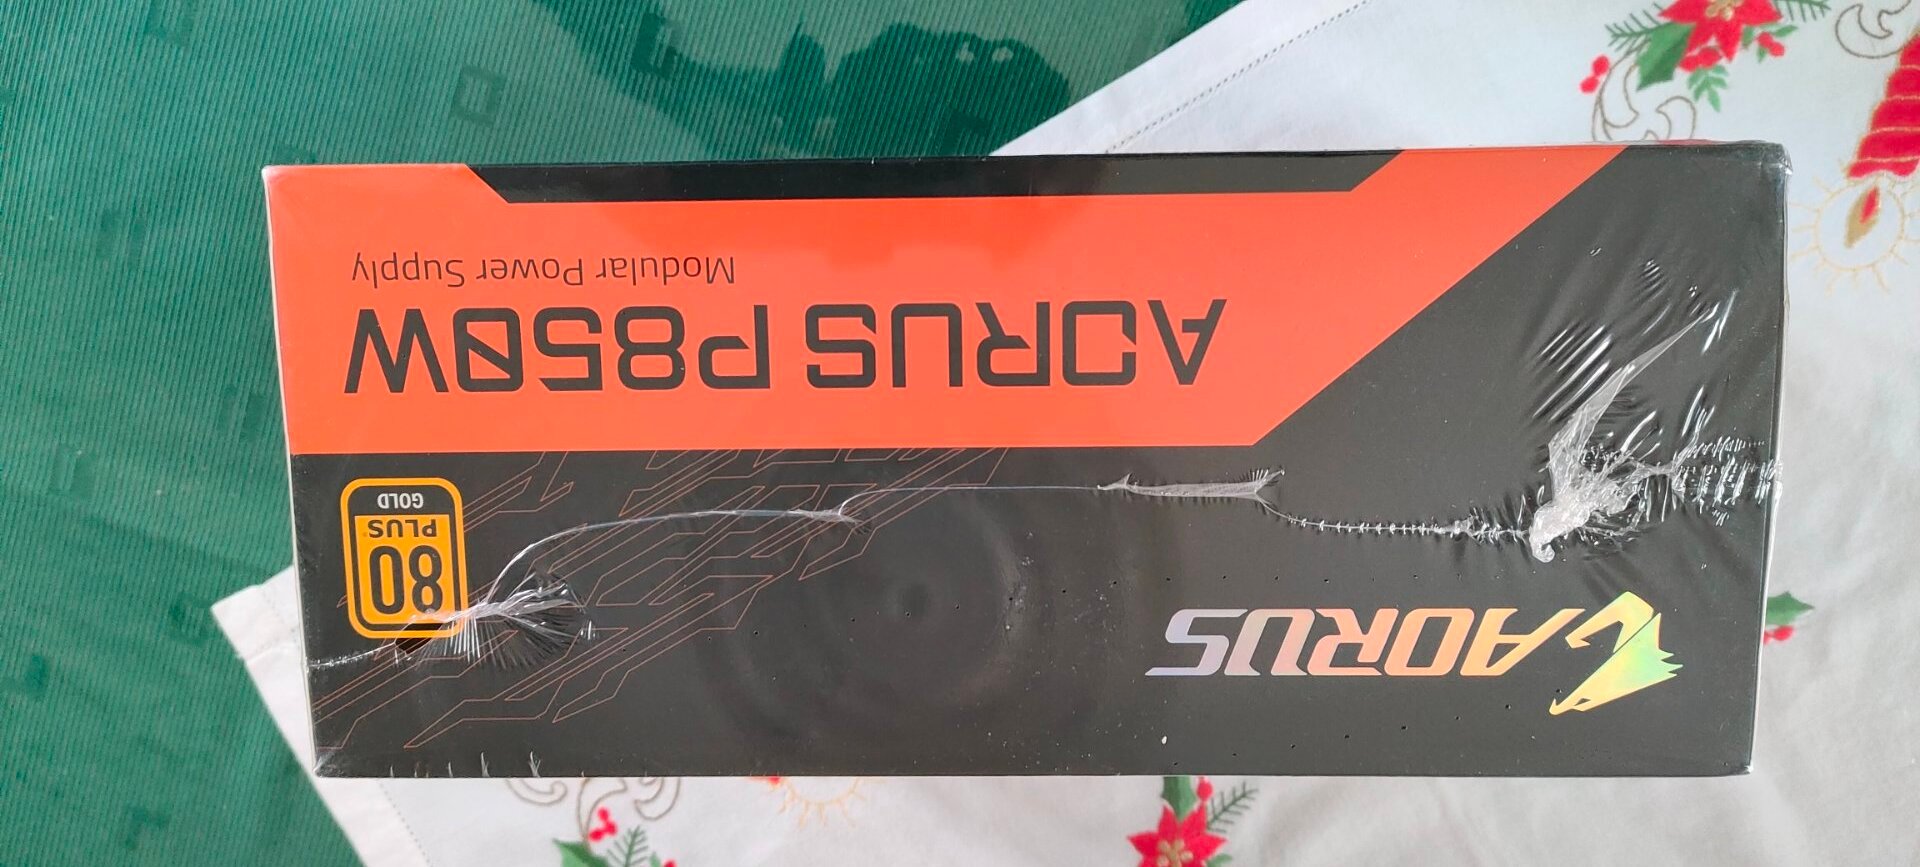 AORUS
80
PLUS®
GOLD
AORUS P850W
Modular Power Supply